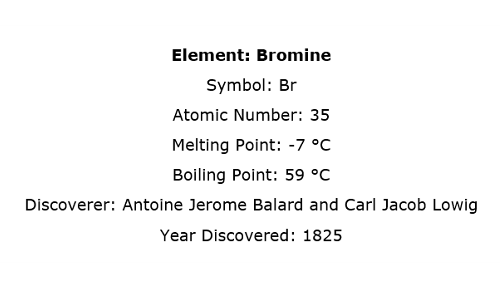 Element: Bromine
Symbol: Br
Atomic Number: 35
Melting Point: -7 °C
Boiling Point: 59 °C
Discoverer: Antoine Jerome Balard and Carl Jacob Lowig
Year Discovered: 1825